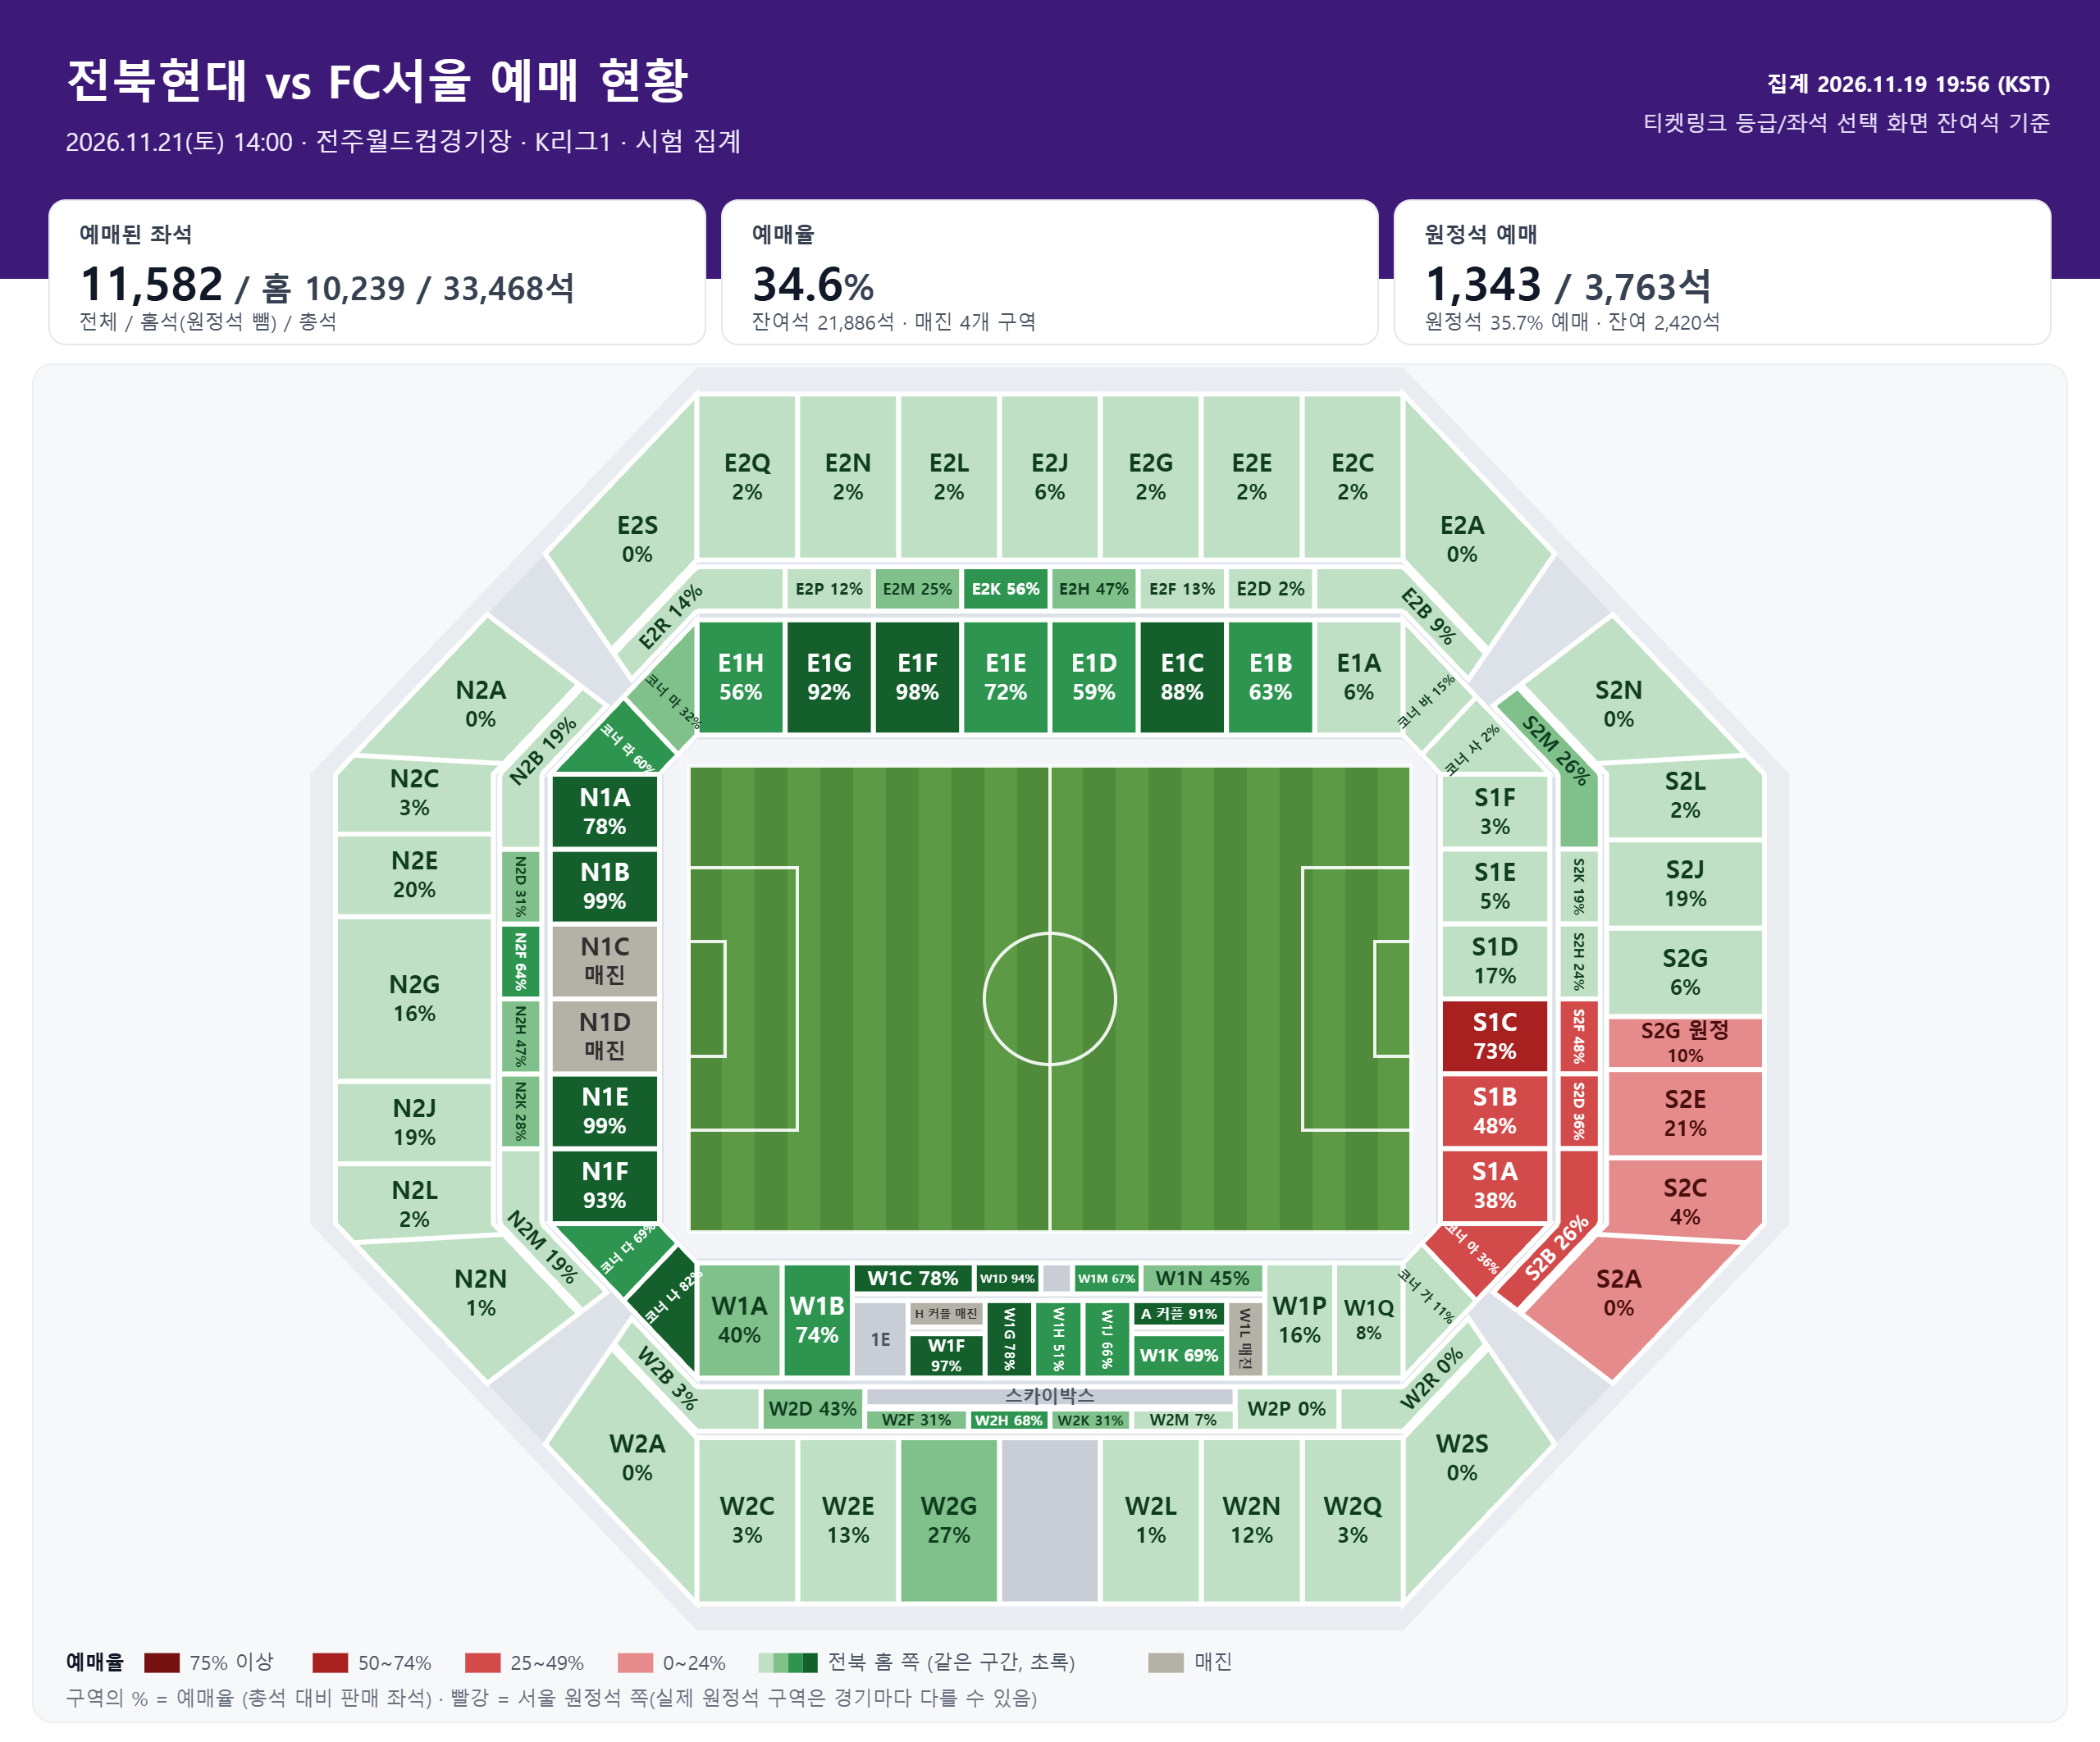 전북현대 vs FC서울 예매 현황
2026.11.21(토) 14:00 · 전주월드컵경기장 · K리그1 · 시험 집계
집계 2026.11.19 19:56 (KST)
티켓링크 등급/좌석 선택 화면 잔여석 기준
예매된 좌석
11,582 / 홈 10,239 / 33,468석
전체 / 홈석(원정석 뺌) / 총석
예매율
34.6%
잔여석 21,886석 · 매진 4개 구역
원정석 예매
1,343 / 3,763석
원정석 35.7% 예매 · 잔여 2,420석
E2S
0%
E2Q
2%
E2N
2%
E2L
2%
E2J
6%
E2G
2%
E2E
2%
E2C
2%
E2A
0%
E2R 14%
E2P 12%
E2M 25%
E2K 56%
E2H 47%
E2F 13%
E2D 2%
E2B 9%
코너 마 32%
E1H
56%
E1G
92%
E1F
98%
E1E
72%
E1D
59%
E1C
88%
E1B
63%
E1A
6%
코너 바 15%
N2A
0%
N2B 19%
코너 라 60%
코너 사 2%
S2M 26%
S2N
0%
N2C
3%
N2E
20%
N2G
16%
N2J
19%
N2L
2%
N2N
1%
N2D 31%
N2F 64%
N2H 47%
N2K 28%
N2M 19%
N1A
78%
N1B
99%
N1C
매진
N1D
매진
N1E
99%
N1F
93%
S1F
3%
S1E
5%
S1D
17%
S1C
73%
S1B
48%
S1A
38%
S2K 19%
S2H 24%
S2F 48%
S2D 36%
S2B 26%
S2L
2%
S2J
19%
S2G
6%
S2G 원정
10%
S2E
21%
S2C
4%
S2A
0%
코너 다 69%
코너 나 82%
코너 아 36%
코너 가 11%
W1A
40%
W1B
74%
W1C 78%
W1D 94%
W1M 67%
W1N 45%
1E
H 커플 매진
W1F
97%
W1G 78%
W1H 51%
W1J 66%
A 커플 91%
W1K 69%
W1L 매진
W1P
16%
W1Q
8%
W2B 3%
W2D 43%
스카이박스
W2F 31%
W2H 68%
W2K 31%
W2M 7%
W2P 0%
W2R 0%
W2A
0%
W2C
3%
W2E
13%
W2G
27%
W2L
1%
W2N
12%
W2Q
3%
W2S
0%
예매율 75% 이상 50~74% 25~49% 0~24% 전북 홈 쪽 (같은 구간, 초록) 매진
구역의 % = 예매율 (총석 대비 판매 좌석) · 빨강 = 서울 원정석 쪽(실제 원정석 구역은 경기마다 다를 수 있음)